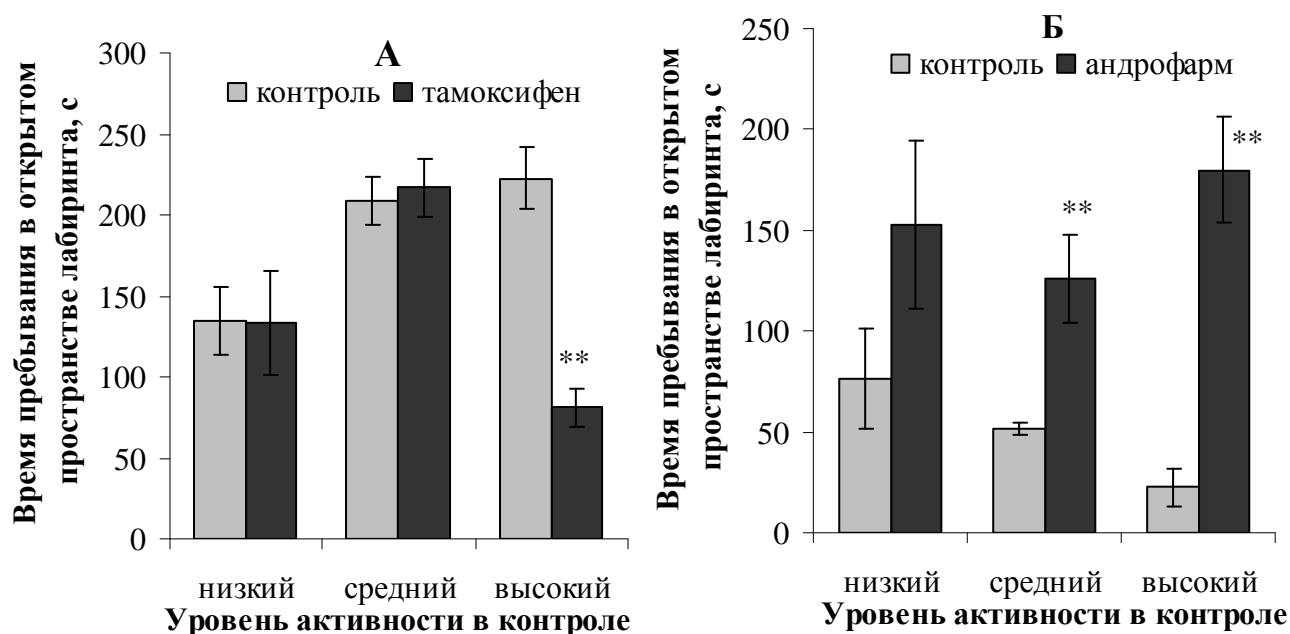 А
контроль тамоксифен
Время пребывания в открытом
пространстве лабиринта, с
300
250
200
150
100
50
0
**
низкий средний высокий
Уровень активности в контроле
Б
контроль андрофарм
Время пребывания в открытом
пространстве лабиринта, с
250
200
150
100
50
0
**
**
низкий средний высокий
Уровень активности в контроле